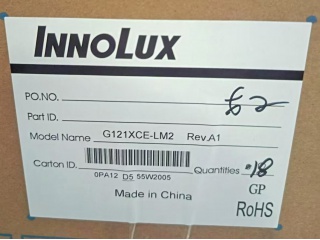 INNOLUX
PO.NO.
Part ID.
Model Name G121XCE-LM2 Rev.A1
Carton ID.
0PA12 D5 55W2005
Quantities 18
GP
Made in China
RoHS